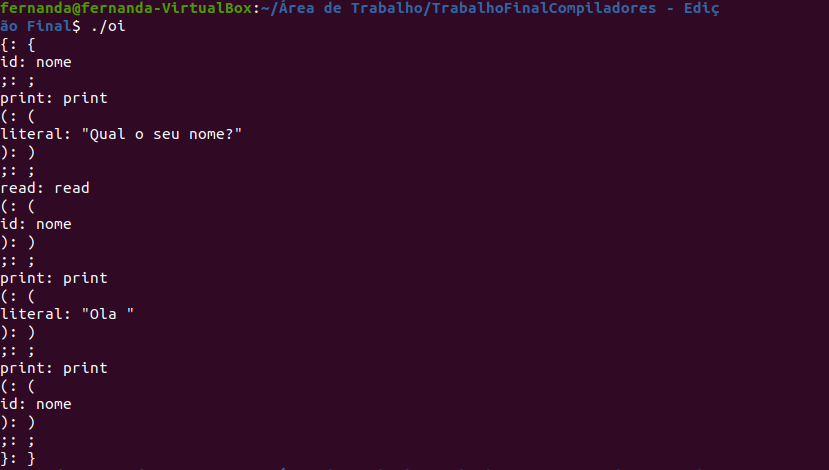 fernanda@fernanda-VirtualBox:~/Área de Trabalho/TrabalhoFinalCompiladores - Ediç
ão Final$ ./oi
{: {
id: nome
;: ;
print: print
(: (
literal: "Qual o seu nome?"
): )
;: ;
read: read
(: (
id: nome
): )
;: ;
print: print
(: (
literal: "Ola "
): )
;: ;
print: print
(: (
id: nome
): )
;: ;
}: }